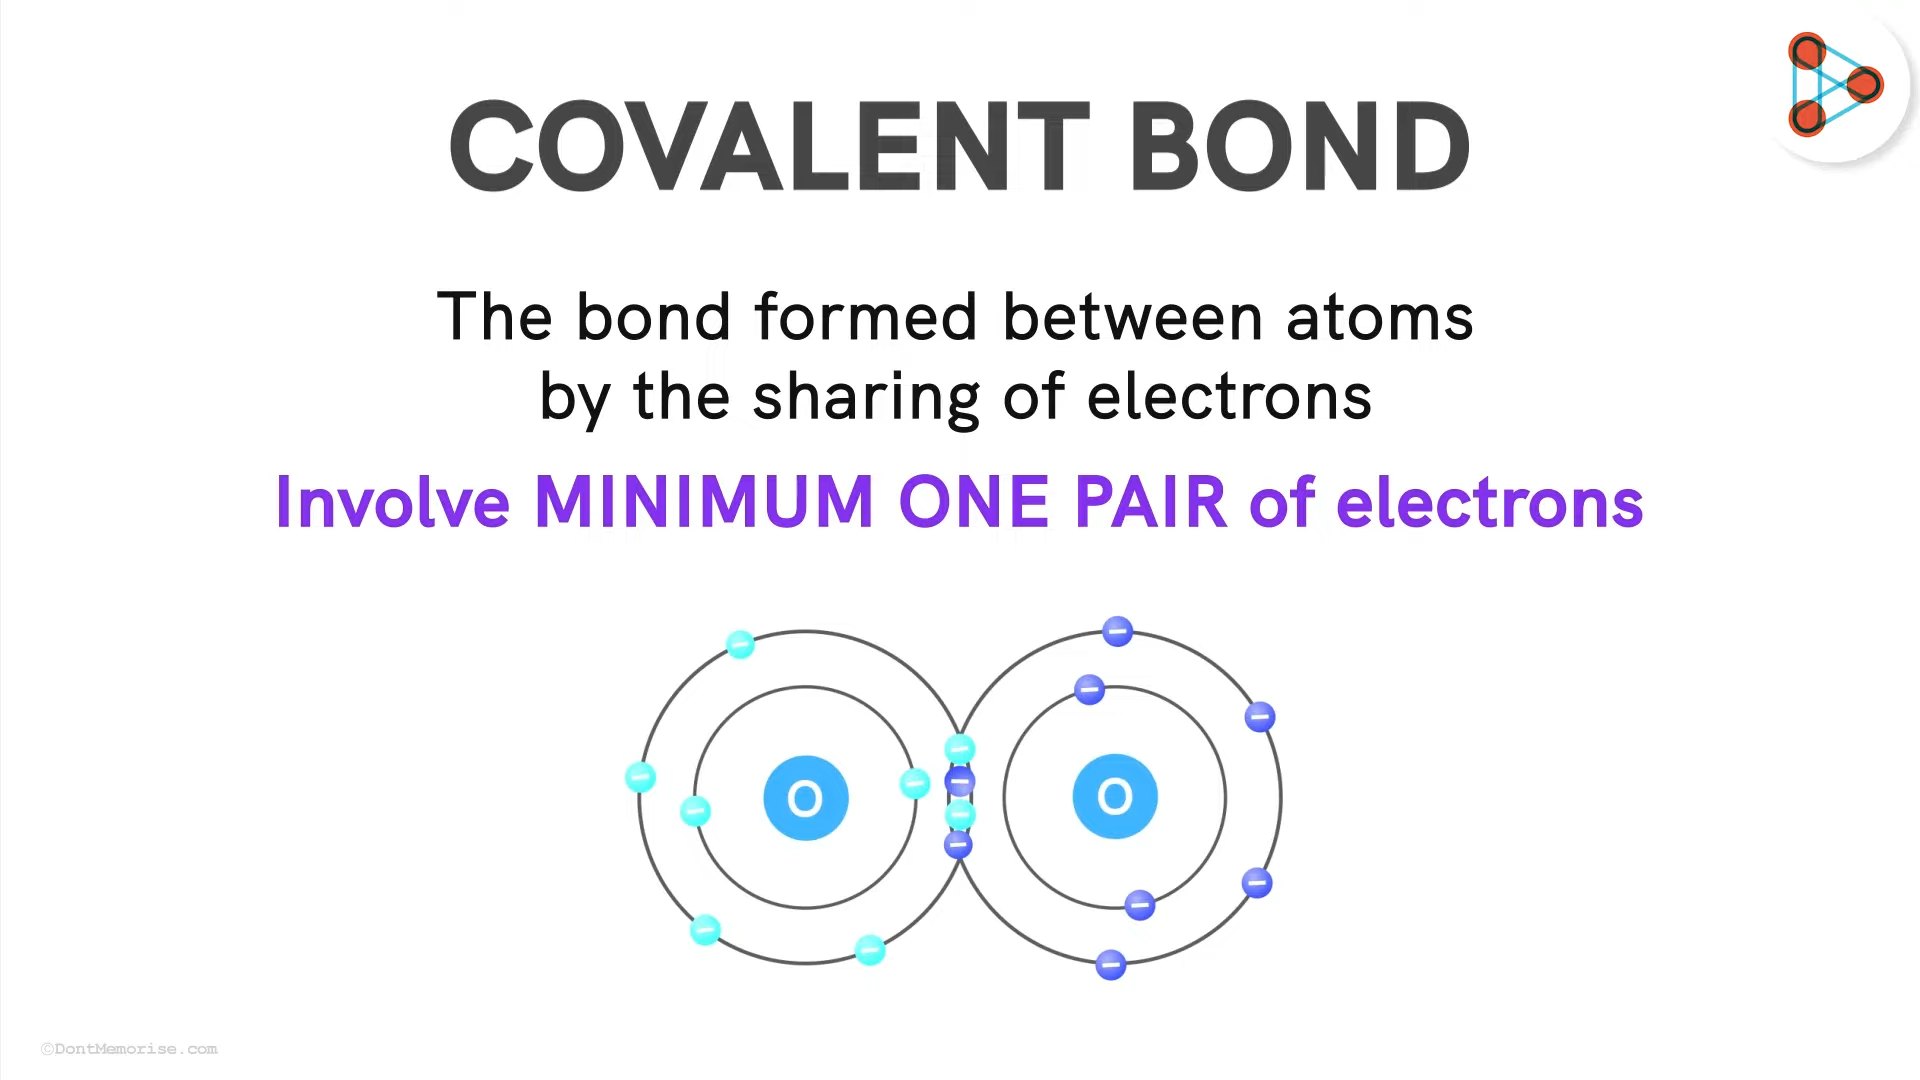 COVALENT BOND
The bond formed between atoms
by the sharing of electrons
Involve MINIMUM ONE PAIR of electrons
O
O
©DontMemorise.com